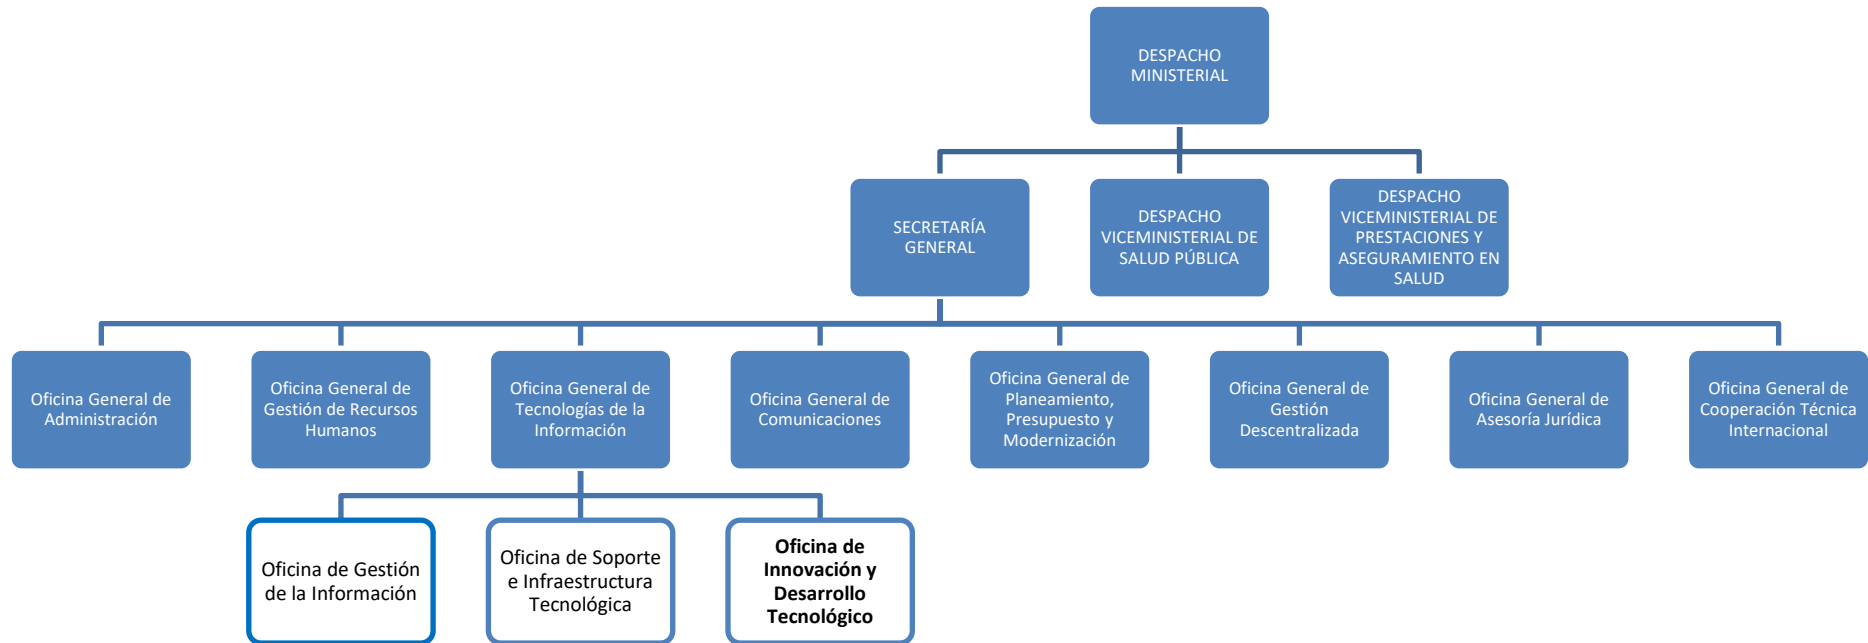 DESPACHO
MINISTERIAL
SECRETARÍA
GENERAL
DESPACHO
VICEMINISTERIAL DE
SALUD PÚBLICA
DESPACHO
VICEMINISTERIAL DE
PRESTACIONES Y
ASEGURAMIENTO EN
SALUD
Oficina General de
Administración
Oficina General de
Gestión de Recursos
Humanos
Oficina General de
Tecnologías de la
Información
Oficina General de
Comunicaciones
Oficina General de
Planeamiento,
Presupuesto y
Modernización
Oficina General de
Gestión
Descentralizada
Oficina General de
Asesoría Jurídica
Oficina General de
Cooperación Técnica
Internacional
Oficina de Gestión
de la Información
Oficina de Soporte
e Infraestructura
Tecnológica
Oficina de
Innovación y
Desarrollo
Tecnológico